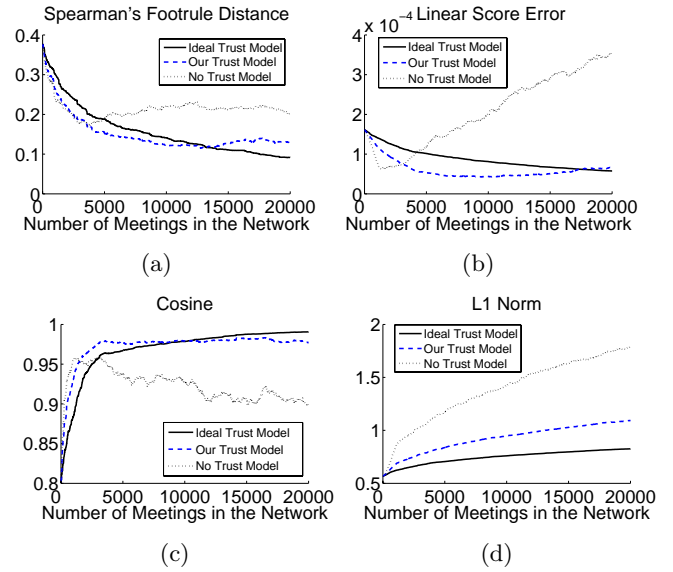 Spearman's Footrule Distance
0.4
0.3
0.2
0.1
0
Ideal Trust Model
Our Trust Model
No Trust Model
0 5000 10000 15000 20000
Number of Meetings in the Network
(a)
x 10⁻⁴ Linear Score Error
4
3
2
1
0
Ideal Trust Model
Our Trust Model
No Trust Model
0 5000 10000 15000 20000
Number of Meetings in the Network
(b)
Cosine
1
0.95
0.9
0.85
0.8
Ideal Trust Model
Our Trust Model
No Trust Model
0 5000 10000 15000 20000
Number of Meetings in the Network
(c)
L1 Norm
2
1.5
1
0.5
Ideal Trust Model
Our Trust Model
No Trust Model
0 5000 10000 15000 20000
Number of Meetings in the Network
(d)